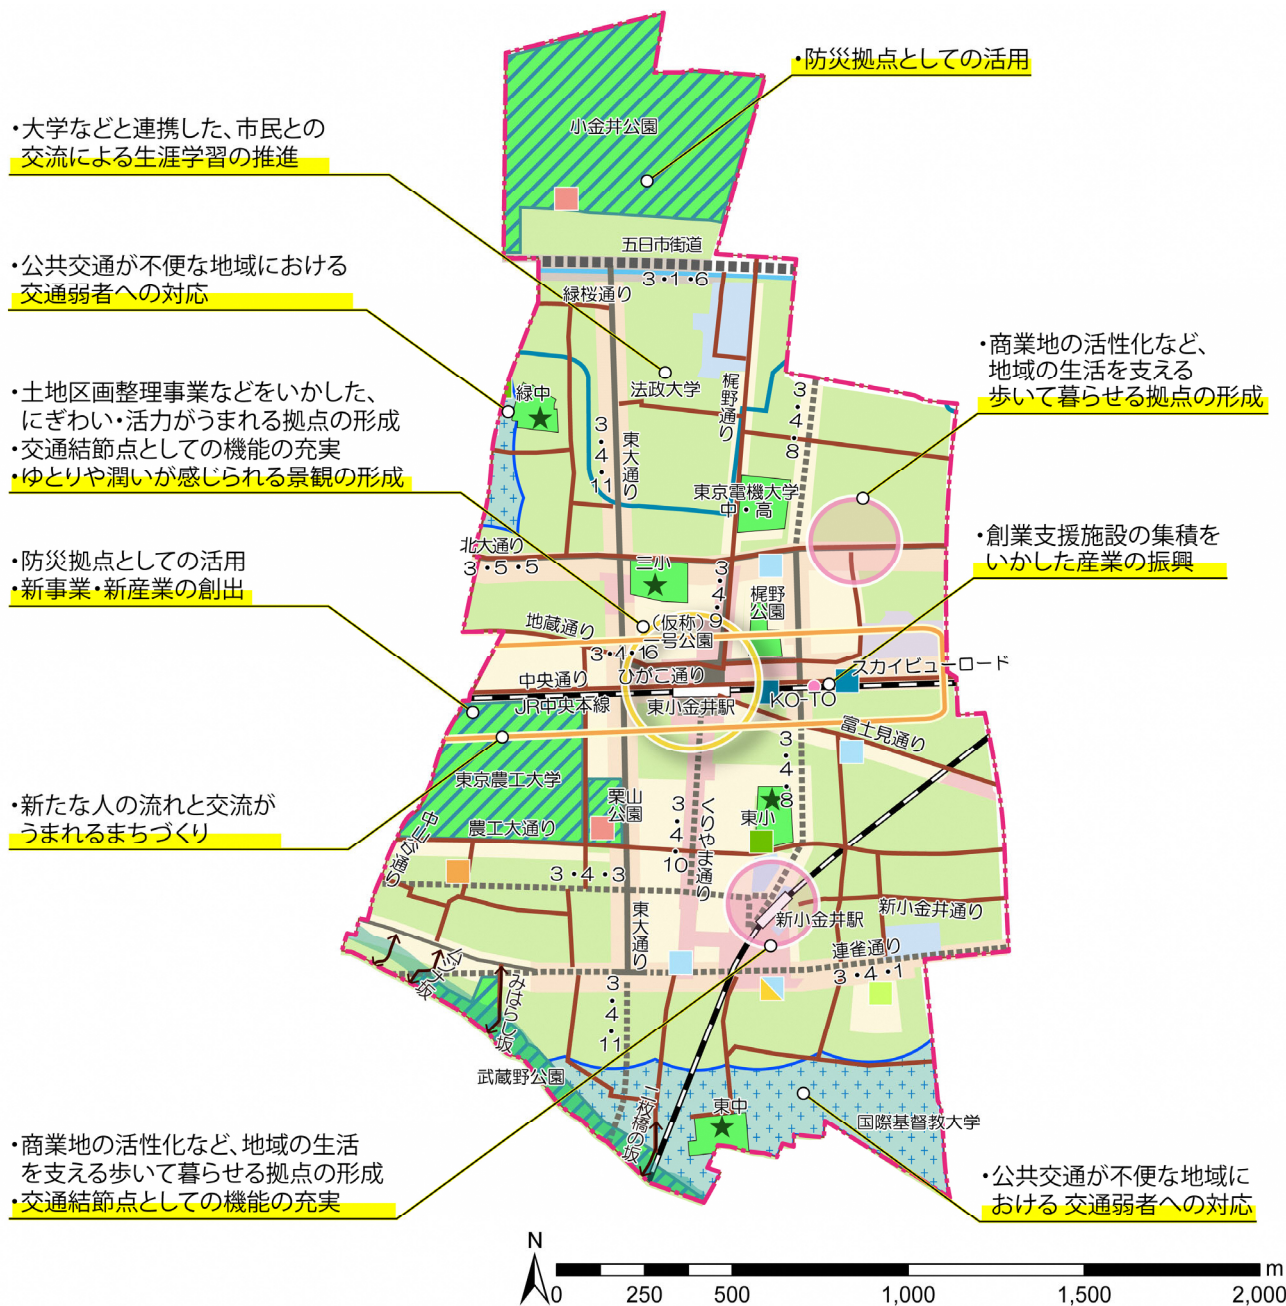 ・防災拠点としての活用
・大学などと連携した、市民との
交流による生涯学習の推進
・公共交通が不便な地域における
交通弱者への対応
・土地区画整理事業などをいかした、
にぎわい・活力がうまれる拠点の形成
・交通結節点としての機能の充実
・ゆとりや潤いが感じられる景観の形成
・防災拠点としての活用
・新事業・新産業の創出
・新たな人の流れと交流が
うまれるまちづくり
・商業地の活性化など、地域の生活
を支える歩いて暮らせる拠点の形成
・交通結節点としての機能の充実
・商業地の活性化など、
地域の生活を支える
歩いて暮らせる拠点の形成
・創業支援施設の集積を
いかした産業の振興
・公共交通が不便な地域に
おける 交通弱者への対応
小金井公園
五日市街道
3・1・6
緑桜通り
法政大学
緑中
梶野通り
3・4・8
3・4・11
東大通り
東京電機大学
中・高
北大通り
3・5・5
二小
3・4・9
梶野
公園
地蔵通り
(仮称)
一号公園
3・4・16
ひがこ通り
スカイビューロード
中央通り
JR中央本線
東小金井駅
KO-TO
富士見通り
東京農工大学
栗山
公園
3・4・8
東小
農工大通り
中山谷通り
3・4・10
くりやま通り
3・4・3
東大通り
新小金井駅
新小金井通り
連雀通り
3・4・1
ムジナ坂
みはらし坂
3・4・11
武蔵野公園
二枚橋の坂
東中
国際基督教大学
N
0 250 500 1,000 1,500 2,000
m